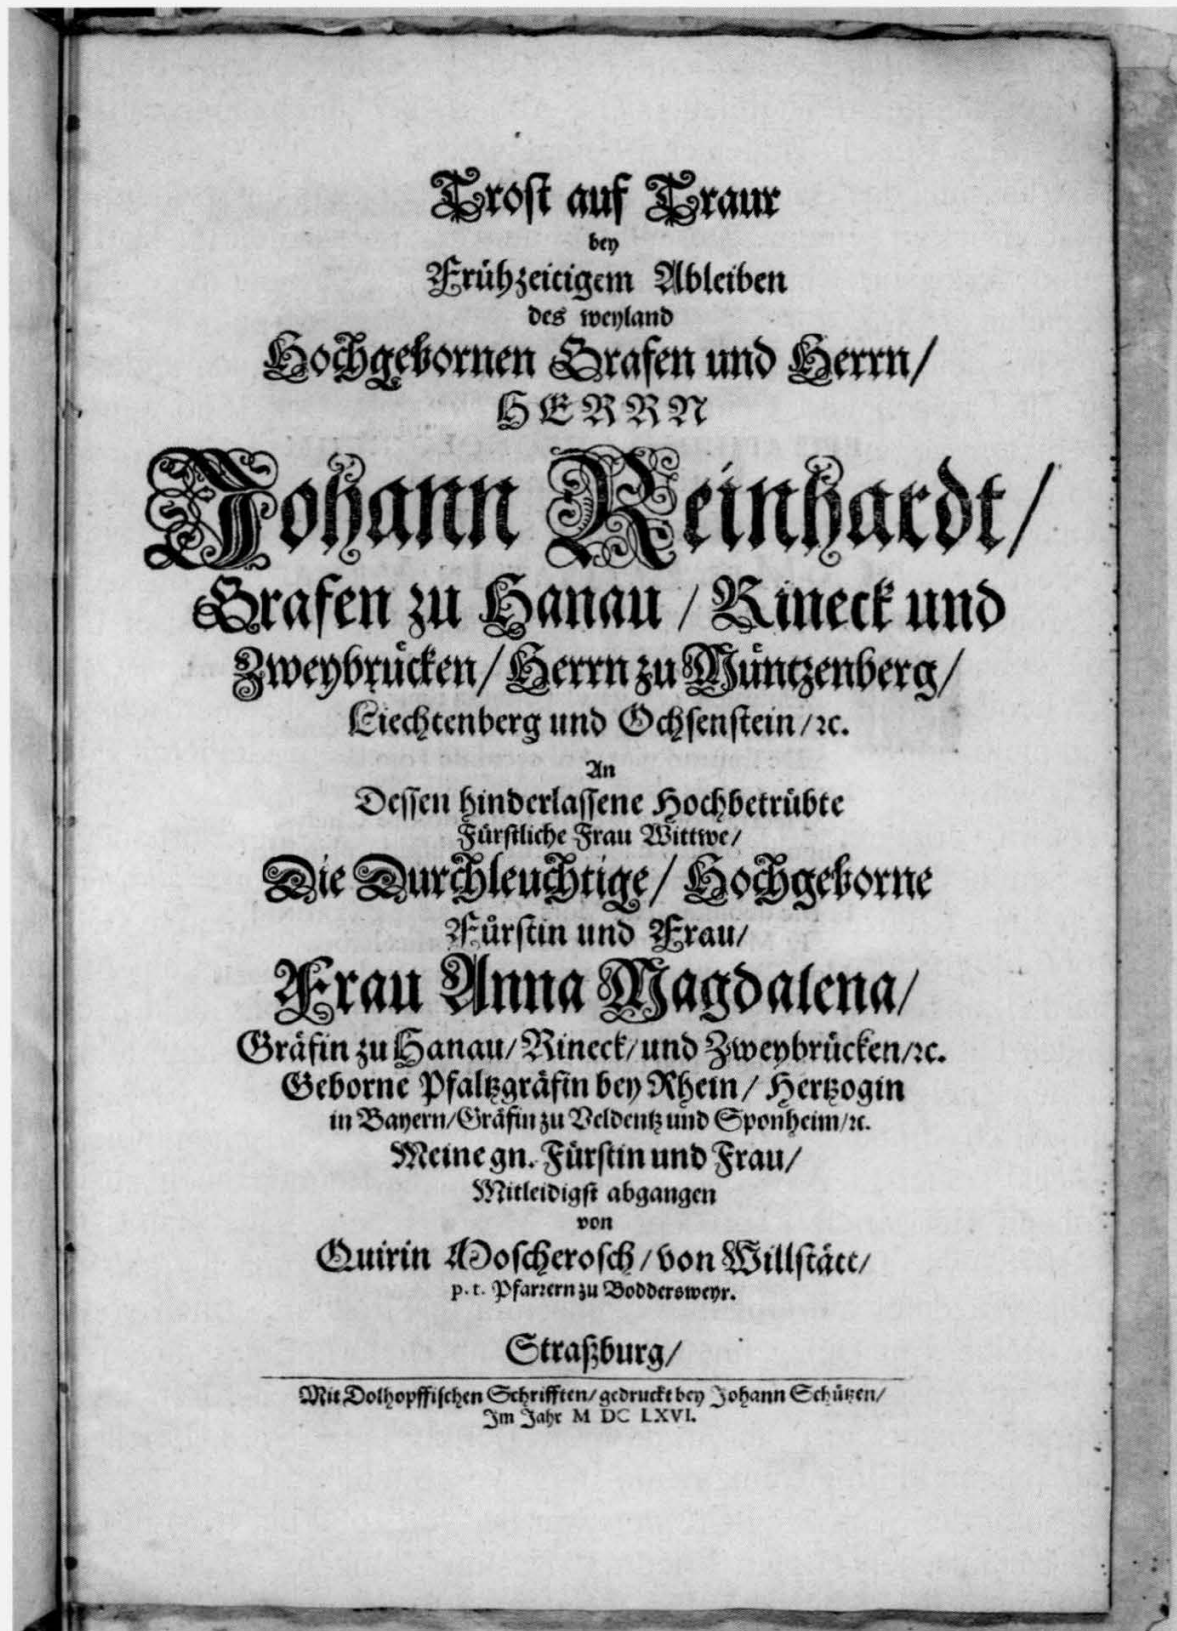 Trost auf Traur
bey
Frühzeitigem Ableiben
des weyland
Hochgebornen Grafen und Herrn/
HERRN
Johann Reinhardt/
Grafen zu Hanau / Rineck und
Zweybrücken/ Herrn zu Müntzenberg/
Liechtenberg und Ochsenstein/ꝛc.
An
Dessen hinderlassene Hochbetrübte
Fürstliche Frau Wittwe/
Die Durchleuchtige/ Hochgeborne
Fürstin und Frau/
Frau Anna Magdalena/
Gräfin zu Hanau/ Rineck/ und Zweybrücken/ꝛc.
Geborne Pfaltzgräfin bey Rhein/ Hertzogin
in Bayern/ Gräfin zu Veldentz und Sponheim/ꝛc.
Meine gn. Fürstin und Frau/
Mitleidigst abgangen
von
Quirin Moscherosch/ von Willstätt/
p. t. Pfarrern zu Boddersweyr.
Straßburg/
Mit Dolhopffischen Schrifften/ gedruckt bey Johann Schützen/
Im Jahr M DC LXVI.